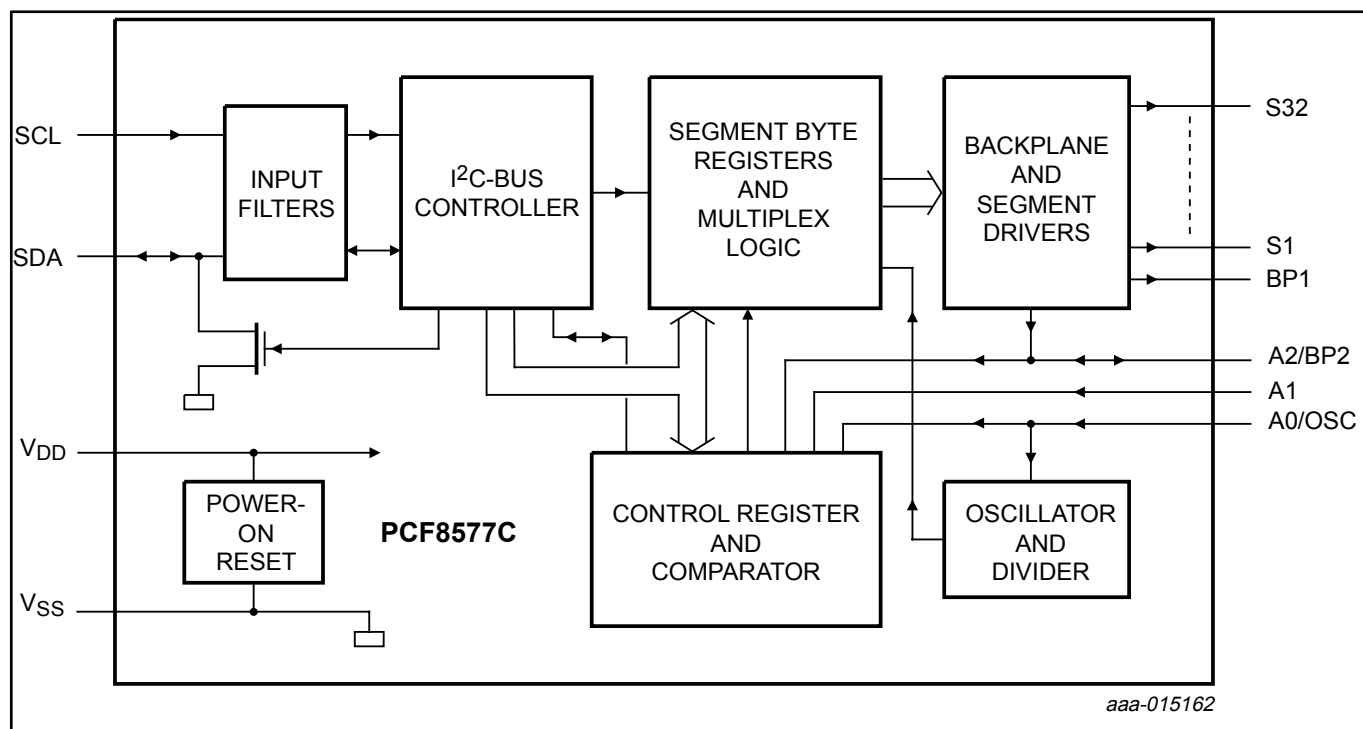 SCL
SDA
VDD
VSS
INPUT
FILTERS
I2C-BUS
CONTROLLER
SEGMENT BYTE
REGISTERS
AND
MULTIPLEX
LOGIC
BACKPLANE
AND
SEGMENT
DRIVERS
S32
S1
BP1
A2/BP2
A1
A0/OSC
POWER-
ON
RESET
PCF8577C
CONTROL REGISTER
AND
COMPARATOR
OSCILLATOR
AND
DIVIDER
aaa-015162